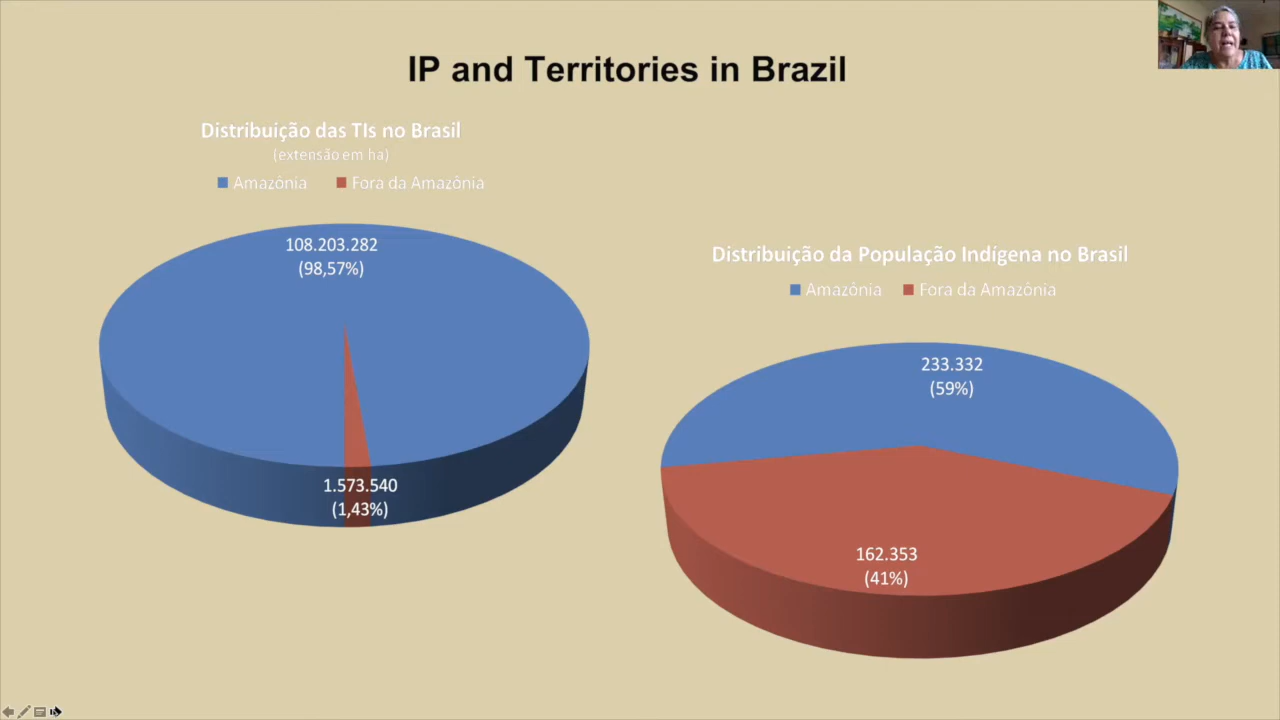 IP and Territories in Brazil
Distribuição das TIs no Brasil
(extensão em ha)
Amazônia Fora da Amazônia
108.203.282
(98,57%)
1.573.540
(1,43%)
Distribuição da População Indígena no Brasil
Amazônia Fora da Amazônia
233.332
(59%)
162.353
(41%)